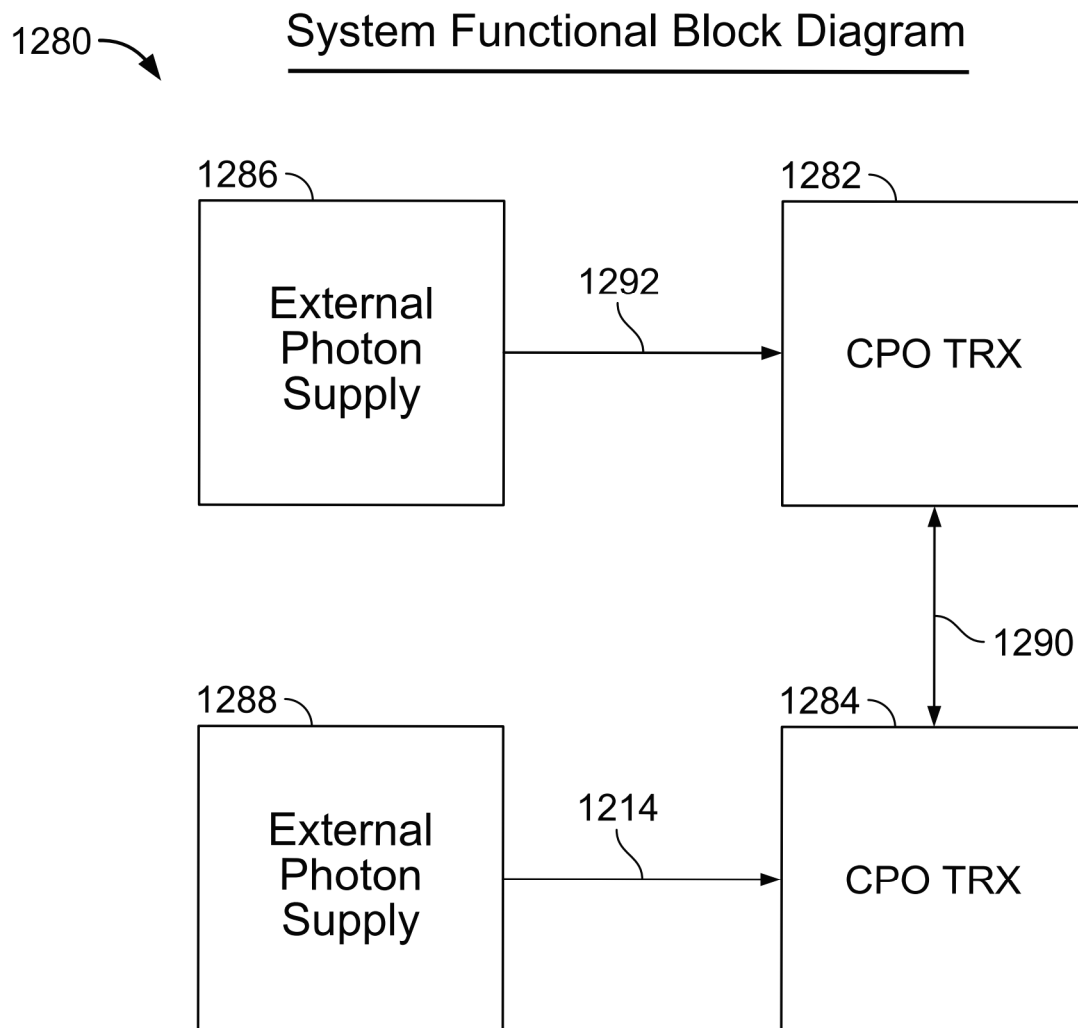 1280
System Functional Block Diagram
1286
1282
External
Photon
Supply
1292
CPO TRX
1290
1288
1284
External
Photon
Supply
1214
CPO TRX